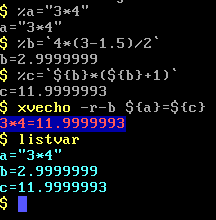 $ %a="3*4"
a="3*4"
$ %b=`4*(3-1.5)/2`
b=2.9999999
$ %c=`${b}*(${b}+1)`
c=11.9999993
$ xvecho -r-b ${a}=${c}
3*4=11.9999993
$ listvar
a="3*4"
b=2.9999999
c=11.9999993
$